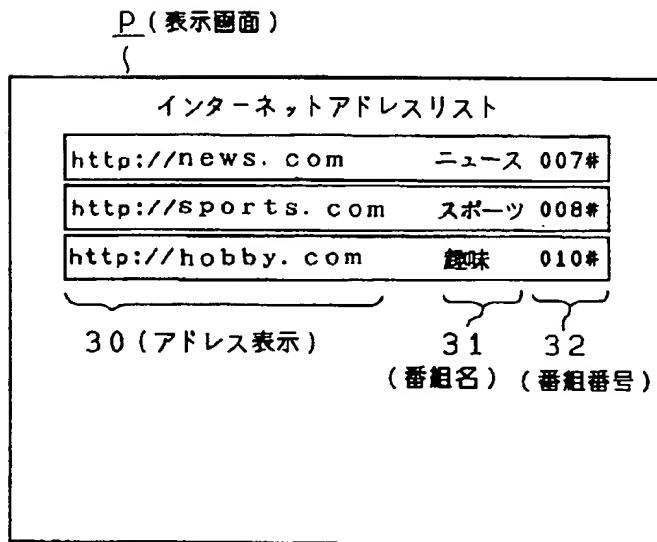 P(表示画面)
インターネットアドレスリスト
http://news.com ニュース 007#
http://sports.com スポーツ 008#
http://hobby.com 趣味 010#
30(アドレス表示) 31 32
(番組名) (番組番号)